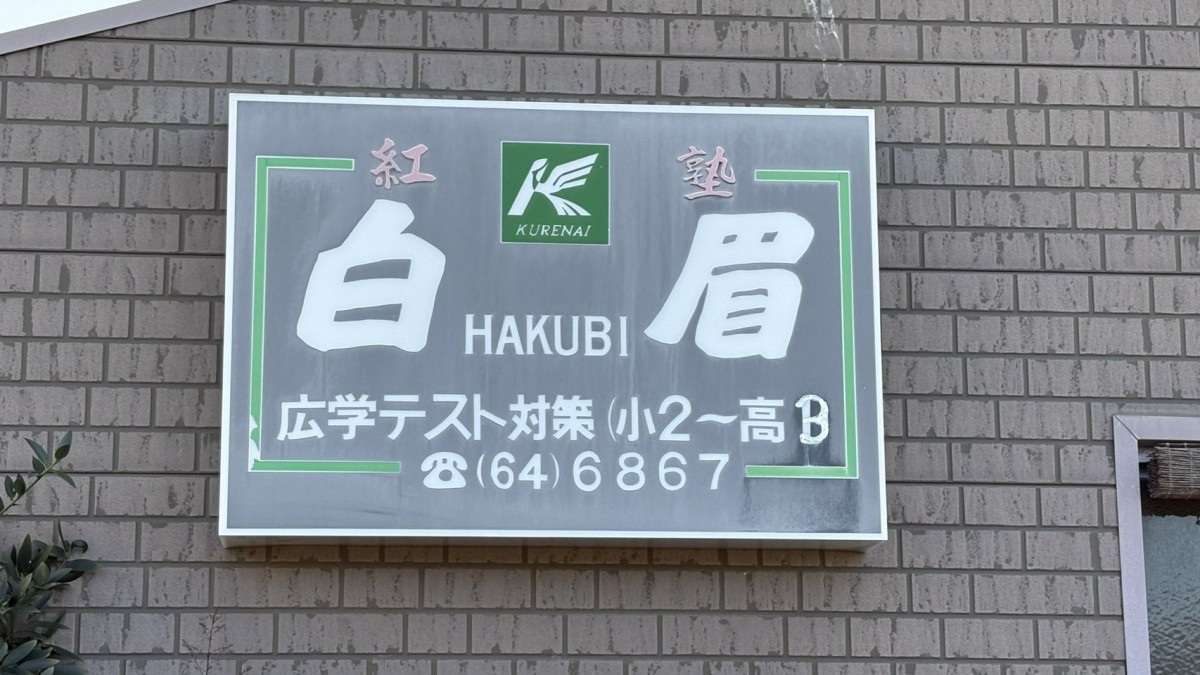 紅 塾
KURENAI
白眉
HAKUBI
広学テスト対策(小2〜高3)
☎(64)6867